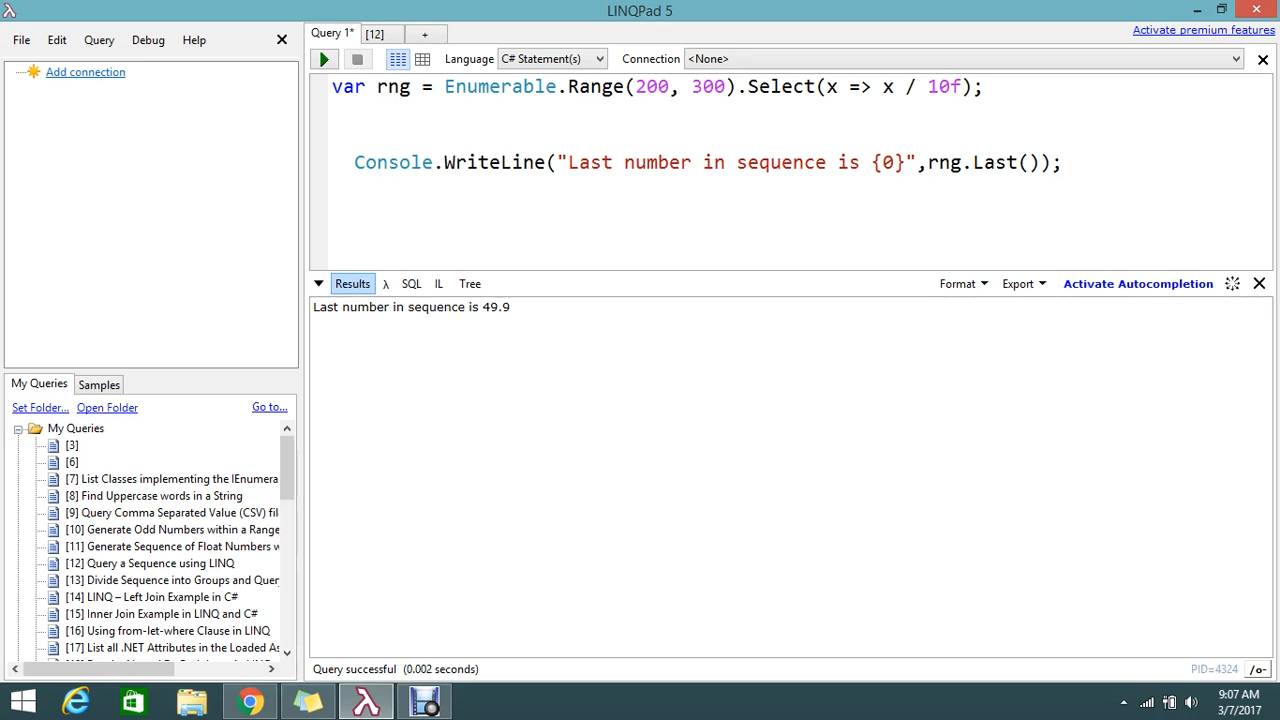 LINQPad 5
File Edit Query Debug Help
Add connection
Query 1* [12] +
Activate premium features
Language C# Statement(s) Connection <None>
var rng = Enumerable.Range(200, 300).Select(x => x / 10f);
Console.WriteLine("Last number in sequence is {0}",rng.Last());
Results λ SQL IL Tree
Format Export Activate Autocompletion
Last number in sequence is 49.9
My Queries Samples
Set Folder... Open Folder Go to...
My Queries
[3]
[6]
[7] List Classes implementing the IEnumera
[8] Find Uppercase words in a String
[9] Query Comma Separated Value (CSV) fil
[10] Generate Odd Numbers within a Range
[11] Generate Sequence of Float Numbers w
[12] Query a Sequence using LINQ
[13] Divide Sequence into Groups and Quer
[14] LINQ – Left Join Example in C#
[15] Inner Join Example in LINQ and C#
[16] Using from-let-where Clause in LINQ
[17] List all .NET Attributes in the Loaded As
Query successful (0.002 seconds)
PID=4324 /o-
9:07 AM
3/7/2017